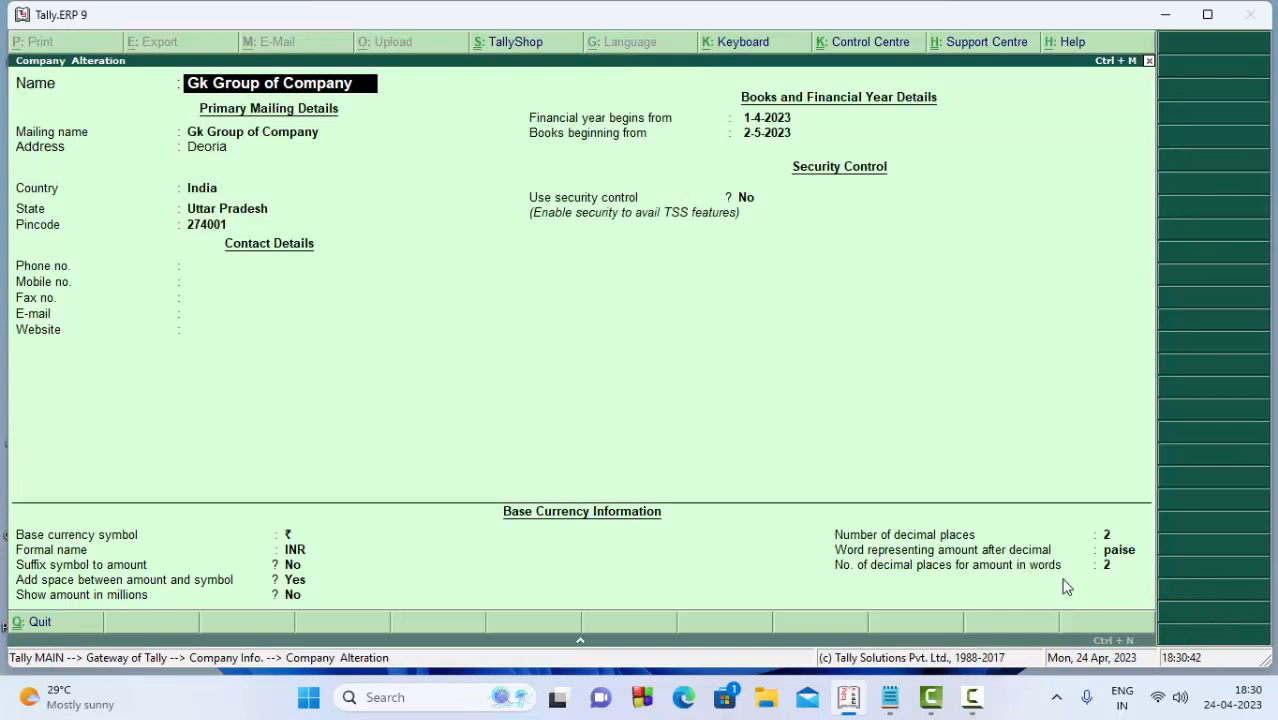 Tally.ERP 9
P: Print E: Export M: E-Mail O: Upload S: TallyShop G: Language K: Keyboard K: Control Centre H: Support Centre H: Help
Company Alteration Ctrl + M
Name : Gk Group of Company
Primary Mailing Details
Mailing name : Gk Group of Company
Address : Deoria
Country : India
State : Uttar Pradesh
Pincode : 274001
Contact Details
Phone no. :
Mobile no. :
Fax no. :
E-mail :
Website :
Books and Financial Year Details
Financial year begins from : 1-4-2023
Books beginning from : 2-5-2023
Security Control
Use security control ? No
(Enable security to avail TSS features)
Base Currency Information
Base currency symbol : ₹
Formal name : INR
Suffix symbol to amount ? No
Add space between amount and symbol ? Yes
Show amount in millions ? No
Number of decimal places : 2
Word representing amount after decimal : paise
No. of decimal places for amount in words : 2
Q: Quit
Ctrl + N
Tally MAIN --> Gateway of Tally --> Company Info. --> Company Alteration (c) Tally Solutions Pvt. Ltd., 1988-2017 Mon, 24 Apr, 2023 18:30:42
29°C
Mostly sunny
Search
1
ENG
IN
18:30
24-04-2023